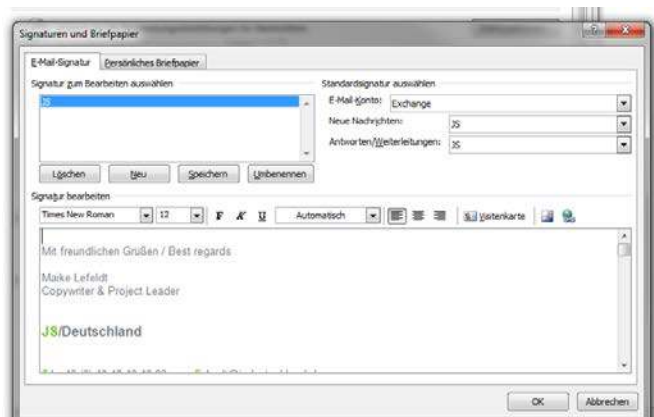 Signaturen und Briefpapier
E-Mail-Signatur Persönliches Briefpapier
Signatur zum Bearbeiten auswählen
JS
Löschen Neu Speichern Umbenennen
Standardsignatur auswählen
E-Mail-Konto: Exchange
Neue Nachrichten: JS
Antworten/Weiterleitungen: JS
Signatur bearbeiten
Times New Roman 12 F K U Automatisch Visitenkarte
Mit freundlichen Grüßen / Best regards
Maike Lefeldt
Copywriter & Project Leader
JS/Deutschland
OK Abbrechen